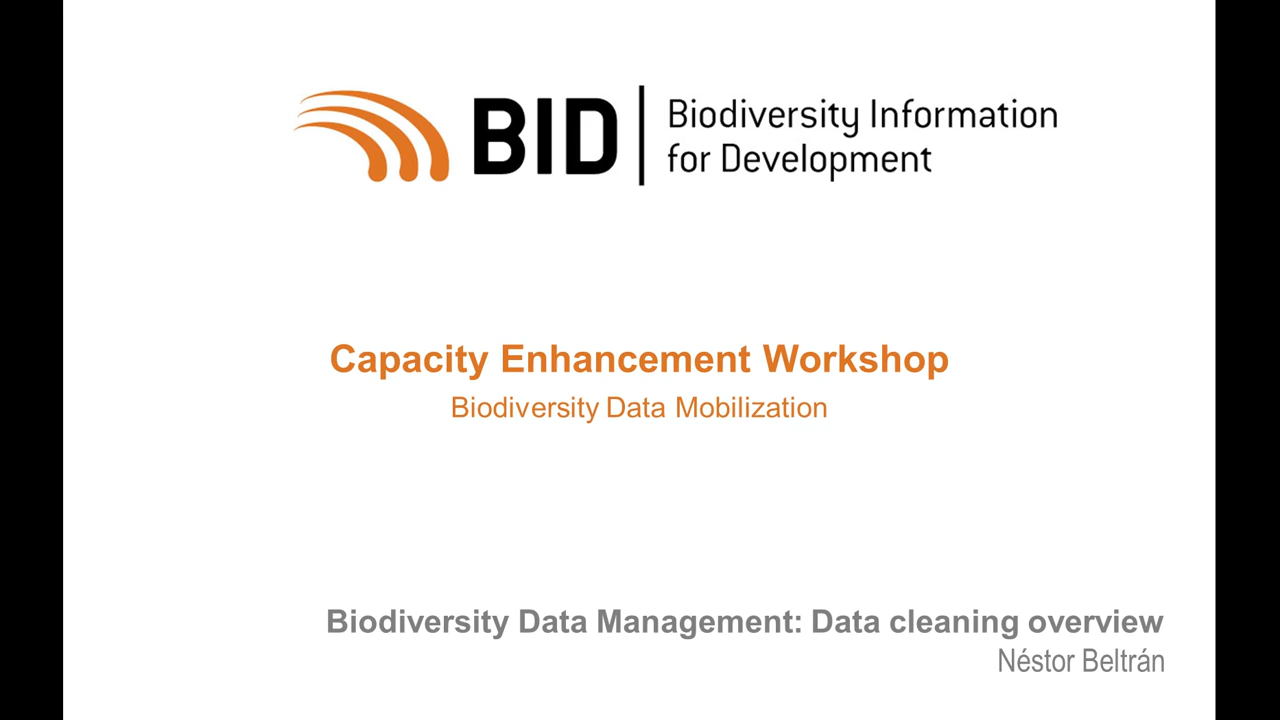 BID
Biodiversity Information
for Development
Capacity Enhancement Workshop
Biodiversity Data Mobilization
Biodiversity Data Management: Data cleaning overview
Néstor Beltrán